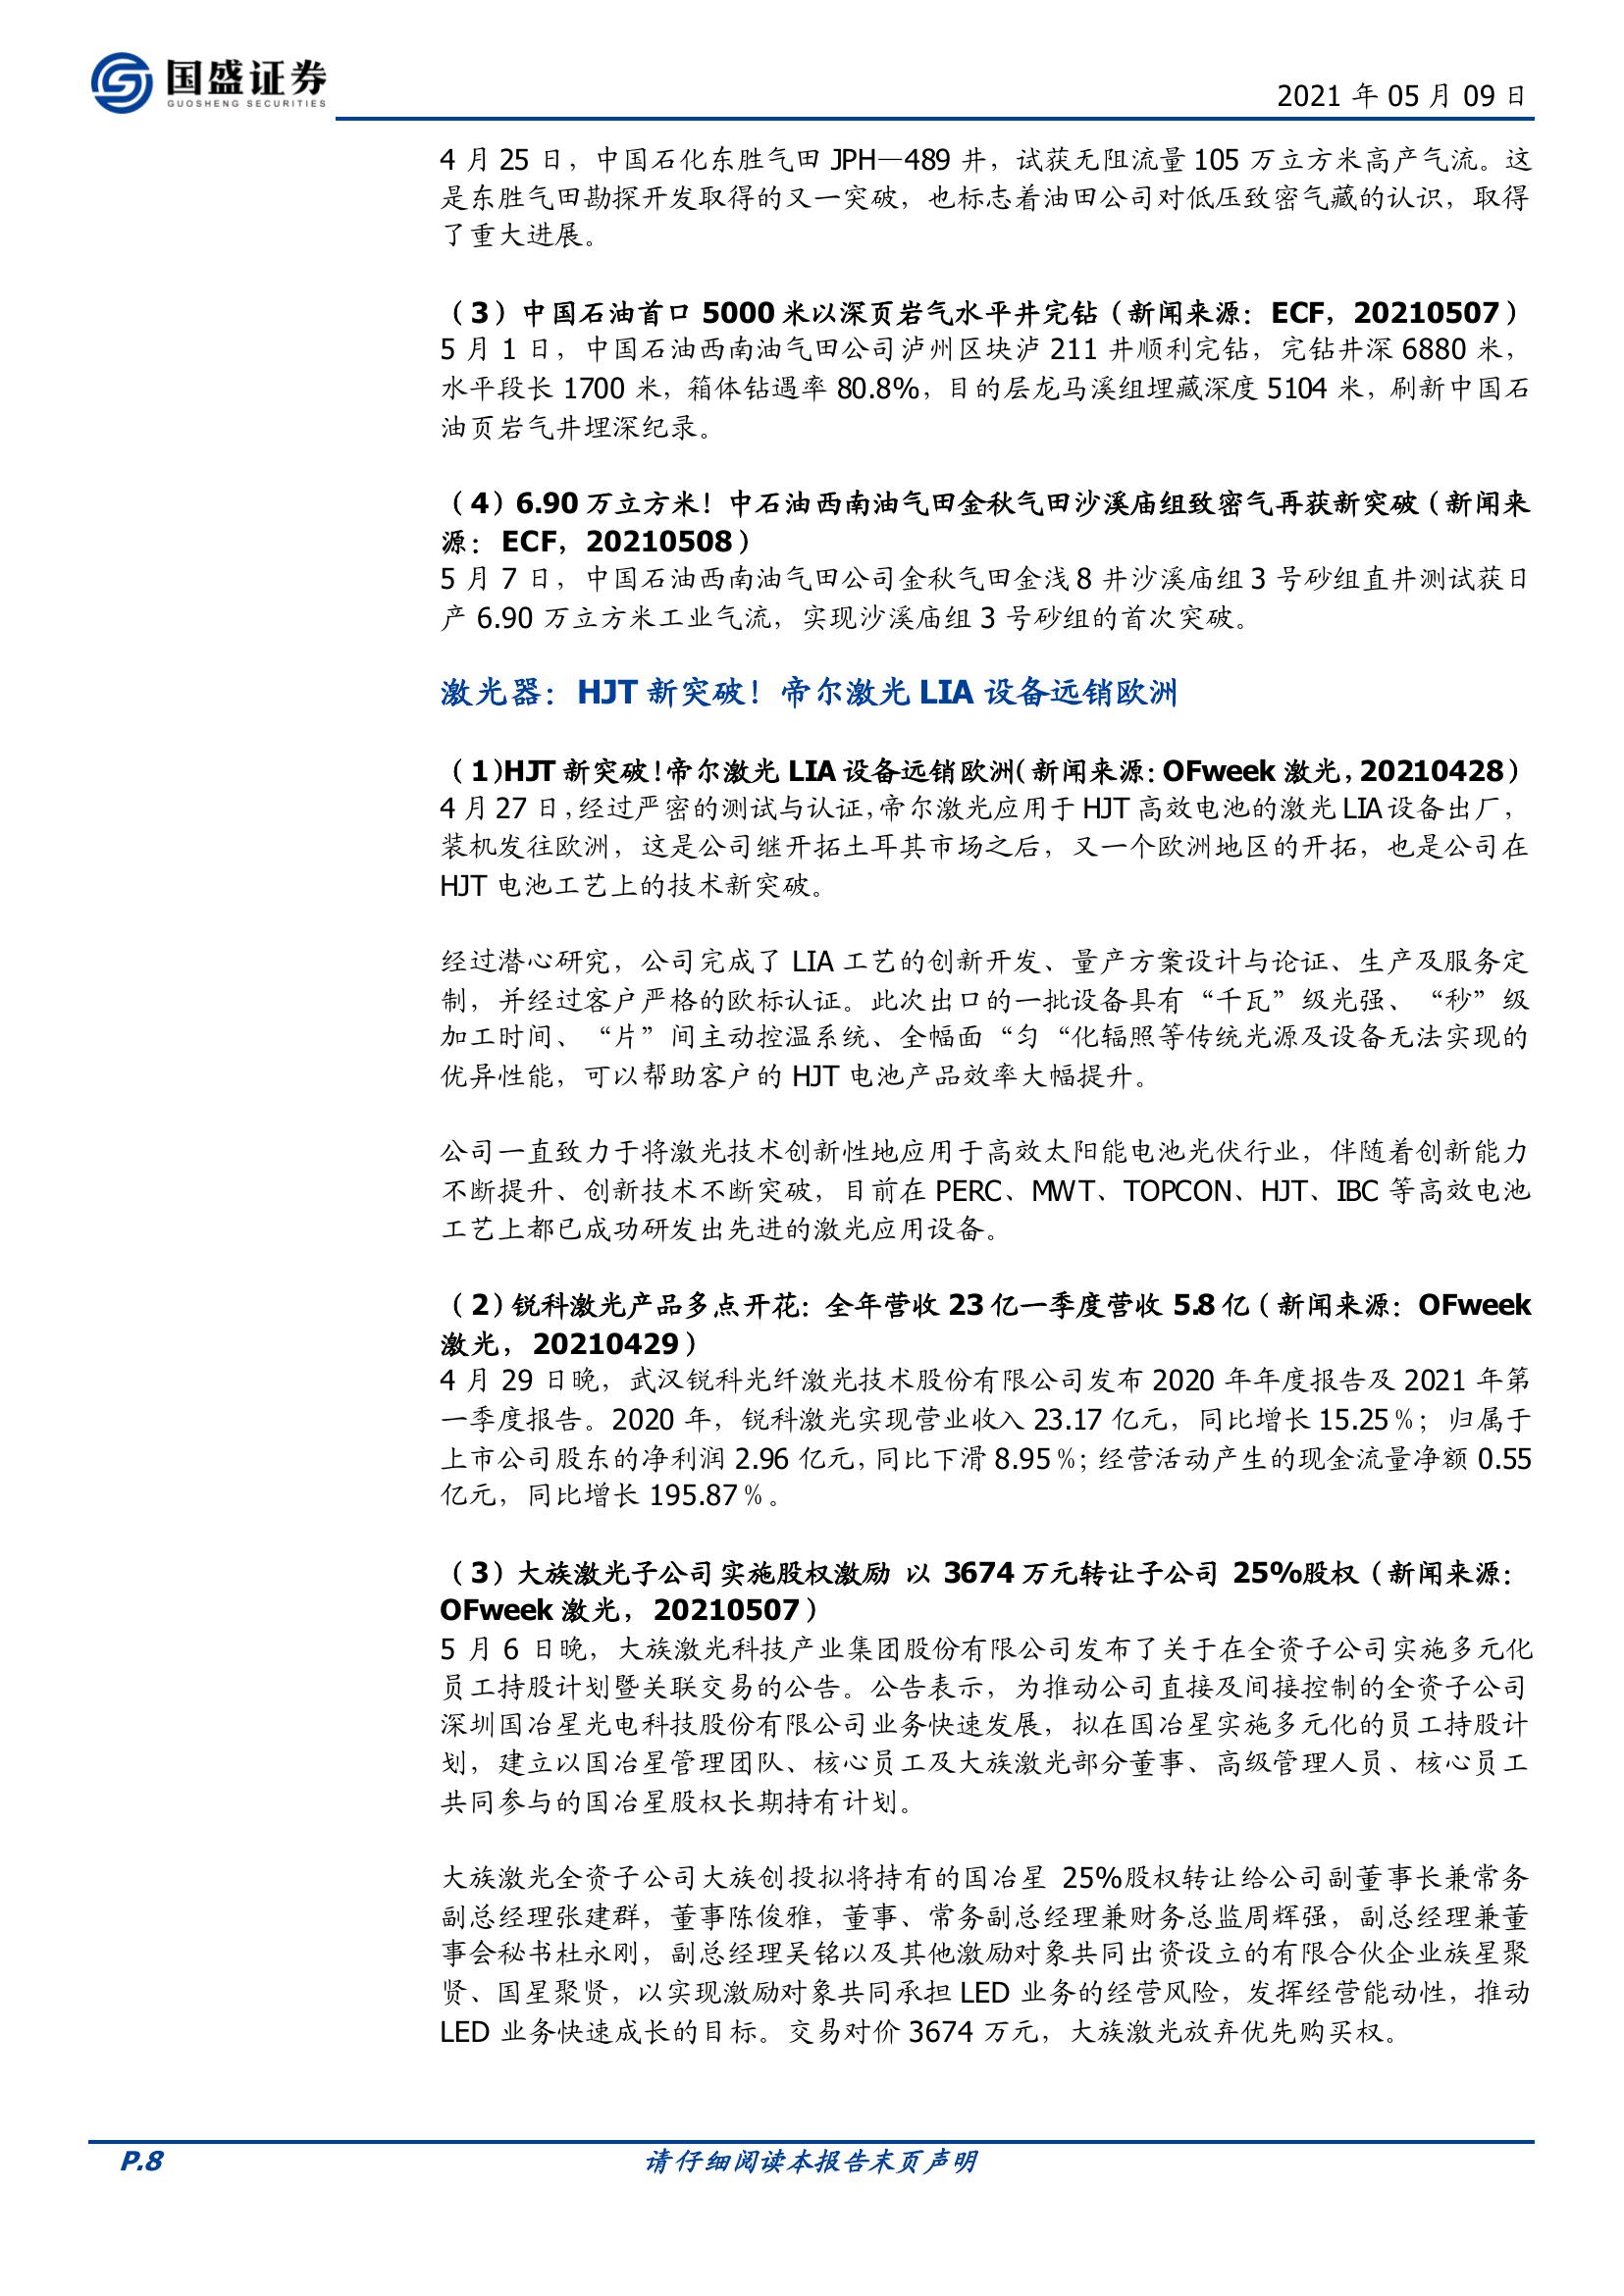 国盛证券
GUOSHENG SECURITIES
2021 年 05 月 09 日
4 月 25 日，中国石化东胜气田 JPH—489 井，试获无阻流量 105 万立方米高产气流。这
是东胜气田勘探开发取得的又一突破，也标志着油田公司对低压致密气藏的认识，取得
了重大进展。
（3）中国石油首口 5000 米以深页岩气水平井完钻（新闻来源：ECF，20210507）
5 月 1 日，中国石油西南油气田公司泸州区块泸 211 井顺利完钻，完钻井深 6880 米，
水平段长 1700 米，箱体钻遇率 80.8%，目的层龙马溪组埋藏深度 5104 米，刷新中国石
油页岩气井埋深纪录。
（4）6.90 万立方米！中石油西南油气田金秋气田沙溪庙组致密气再获新突破（新闻来
源：ECF，20210508）
5 月 7 日，中国石油西南油气田公司金秋气田金浅 8 井沙溪庙组 3 号砂组直井测试获日
产 6.90 万立方米工业气流，实现沙溪庙组 3 号砂组的首次突破。
激光器：HJT 新突破！帝尔激光 LIA 设备远销欧洲
（1）HJT 新突破！帝尔激光 LIA 设备远销欧洲（新闻来源：OFweek 激光，20210428）
4 月 27 日，经过严密的测试与认证，帝尔激光应用于 HJT 高效电池的激光 LIA 设备出厂，
装机发往欧洲，这是公司继开拓土耳其市场之后，又一个欧洲地区的开拓，也是公司在
HJT 电池工艺上的技术新突破。
经过潜心研究，公司完成了 LIA 工艺的创新开发、量产方案设计与论证、生产及服务定
制，并经过客户严格的欧标认证。此次出口的一批设备具有“千瓦”级光强、“秒”级
加工时间、“片”间主动控温系统、全幅面“匀“化辐照等传统光源及设备无法实现的
优异性能，可以帮助客户的 HJT 电池产品效率大幅提升。
公司一直致力于将激光技术创新性地应用于高效太阳能电池光伏行业，伴随着创新能力
不断提升、创新技术不断突破，目前在 PERC、MWT、TOPCON、HJT、IBC 等高效电池
工艺上都已成功研发出先进的激光应用设备。
（2）锐科激光产品多点开花：全年营收 23 亿一季度营收 5.8 亿（新闻来源：OFweek
激光，20210429）
4 月 29 日晚，武汉锐科光纤激光技术股份有限公司发布 2020 年年度报告及 2021 年第
一季度报告。2020 年，锐科激光实现营业收入 23.17 亿元，同比增长 15.25％；归属于
上市公司股东的净利润 2.96 亿元，同比下滑 8.95％；经营活动产生的现金流量净额 0.55
亿元，同比增长 195.87％。
（3）大族激光子公司实施股权激励 以 3674 万元转让子公司 25%股权（新闻来源：
OFweek 激光，20210507）
5 月 6 日晚，大族激光科技产业集团股份有限公司发布了关于在全资子公司实施多元化
员工持股计划暨关联交易的公告。公告表示，为推动公司直接及间接控制的全资子公司
深圳国冶星光电科技股份有限公司业务快速发展，拟在国冶星实施多元化的员工持股计
划，建立以国冶星管理团队、核心员工及大族激光部分董事、高级管理人员、核心员工
共同参与的国冶星股权长期持有计划。
大族激光全资子公司大族创投拟将持有的国冶星 25%股权转让给公司副董事长兼常务
副总经理张建群，董事陈俊雅，董事、常务副总经理兼财务总监周辉强，副总经理兼董
事会秘书杜永刚，副总经理吴铭以及其他激励对象共同出资设立的有限合伙企业族星聚
贤、国星聚贤，以实现激励对象共同承担 LED 业务的经营风险，发挥经营能动性，推动
LED 业务快速成长的目标。交易对价 3674 万元，大族激光放弃优先购买权。
P.8
请仔细阅读本报告末页声明